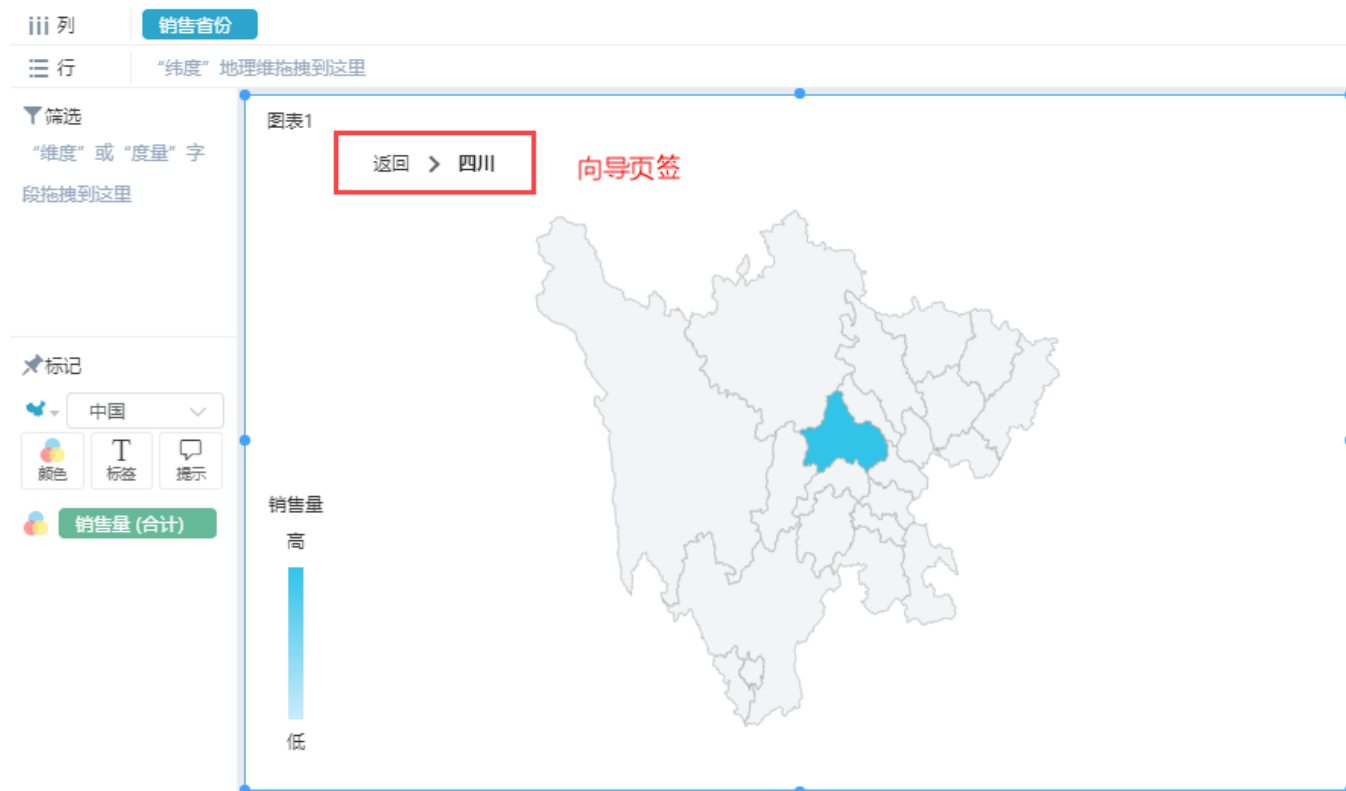 列
销售省份
行
“纬度”地理维拖拽到这里
筛选
“维度”或“度量”字
段拖拽到这里
图表1
返回 > 四川
向导页签
标记
中国
颜色
T
标签
提示
销售量 (合计)
销售量
高
低